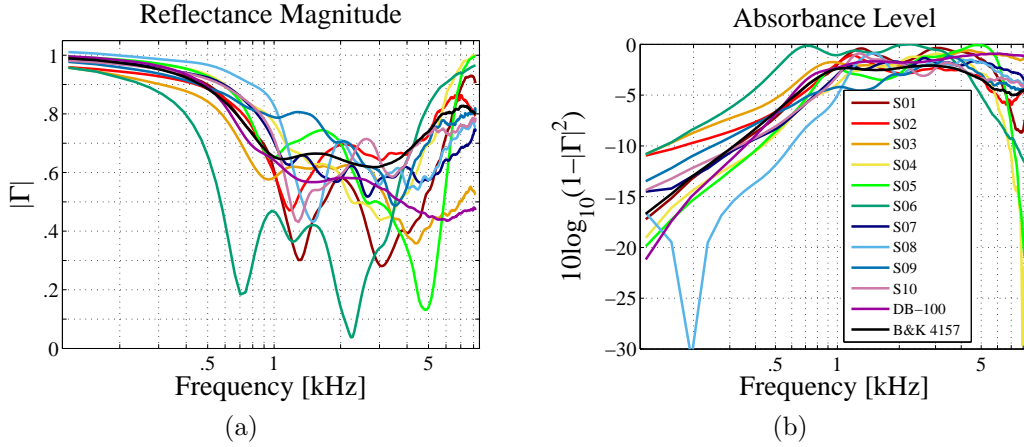 Reflectance Magnitude
|Γ|
1
.8
.6
.4
.2
0
.5
1
5
Frequency [kHz]
(a)
Absorbance Level
10log10(1−|Γ|2)
0
−5
−10
−15
−20
−25
−30
.5
1
5
Frequency [kHz]
S01
S02
S03
S04
S05
S06
S07
S08
S09
S10
DB−100
B&K 4157
(b)